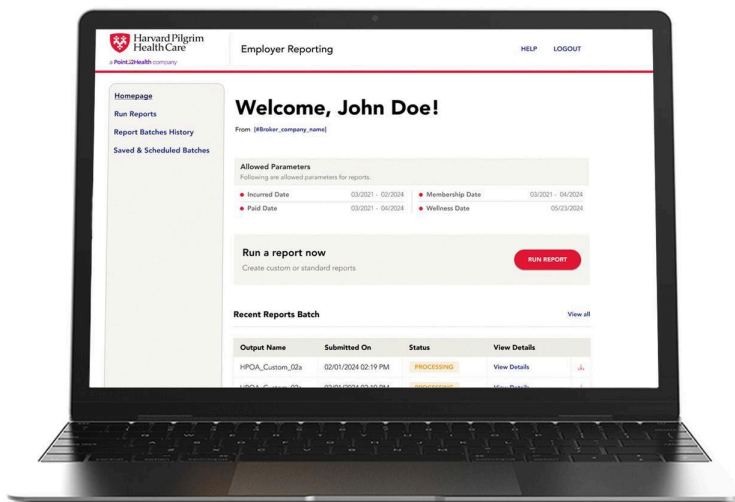 Harvard Pilgrim
HealthCare
a Point32Health company
Employer Reporting
HELP LOGOUT
Homepage
Run Reports
Report Batches History
Saved & Scheduled Batches
Welcome, John Doe!
From [#Broker_company_name]
Allowed Parameters
Following are allowed parameters for reports.
Incurred Date 03/2021 - 02/2024 Membership Date 03/2021 - 04/2024
Paid Date 03/2021 - 04/2024 Wellness Date 05/23/2024
Run a report now
Create custom or standard reports
RUN REPORT
Recent Reports Batch View all
Output Name Submitted On Status View Details
HPOA_Custom_02a 02/01/2024 02:19 PM PROCESSING View Details